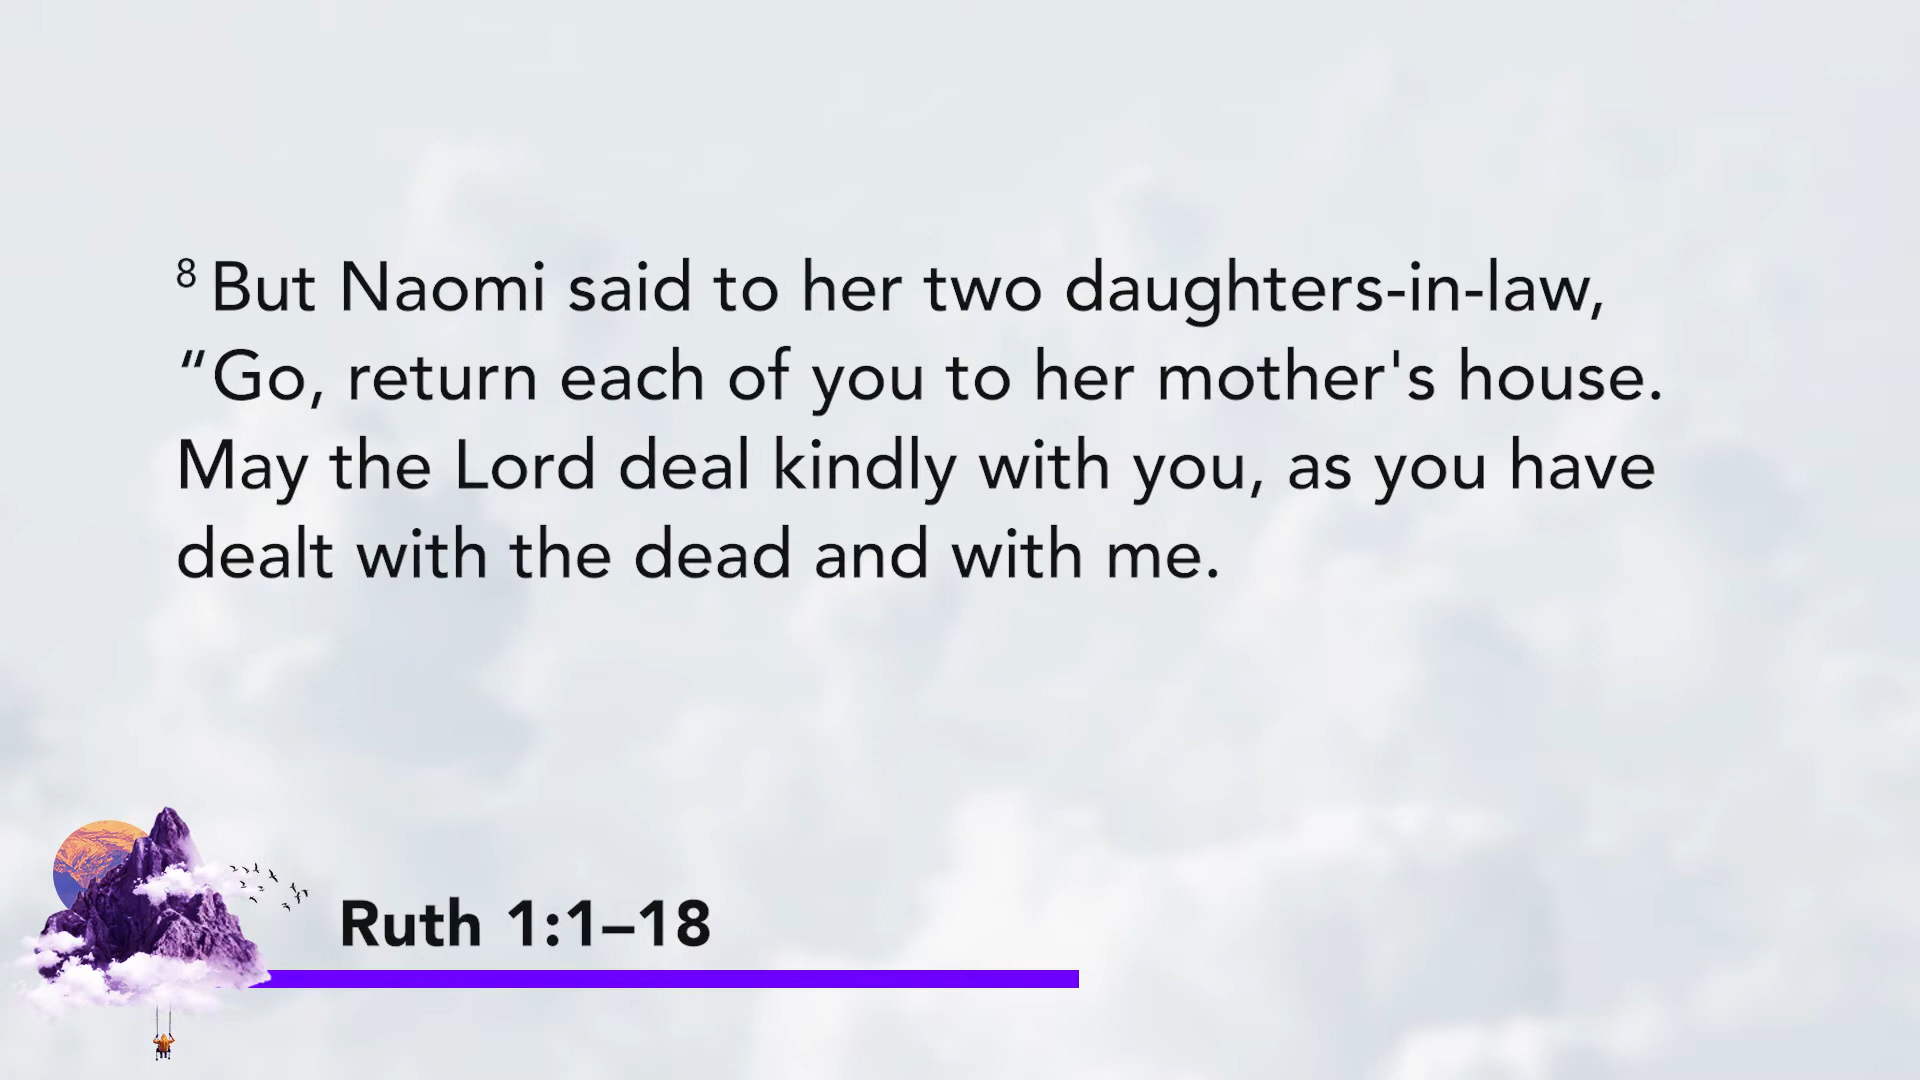 8 But Naomi said to her two daughters-in-law,
“Go, return each of you to her mother's house.
May the Lord deal kindly with you, as you have
dealt with the dead and with me.
Ruth 1:1–18